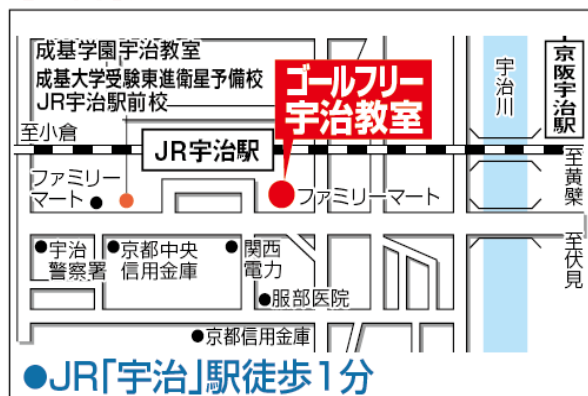 成基学園宇治教室
成基大学受験東進衛星予備校
JR宇治駅前校
ゴールフリー
宇治教室
宇治川
京阪宇治駅
至小倉
JR宇治駅
至黄檗
ファミリー
マート
ファミリーマート
至伏見
宇治
警察署
京都中央
信用金庫
関西
電力
服部医院
京都信用金庫
●JR「宇治」駅徒歩1分